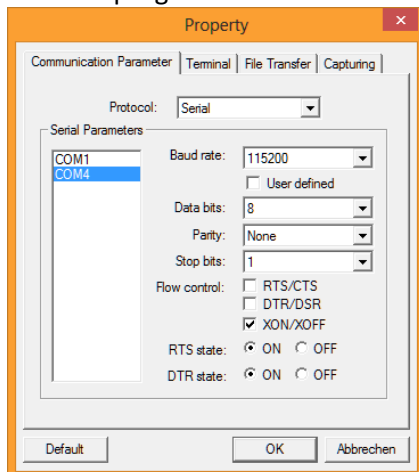 Property
x
Communication Parameter Terminal File Transfer Capturing
Protocol: Serial
Serial Parameters
COM1
COM4
Baud rate: 115200
User defined
Data bits: 8
Parity: None
Stop bits: 1
Flow control: RTS/CTS
DTR/DSR
XON/XOFF
RTS state: ON OFF
DTR state: ON OFF
Default OK Abbrechen